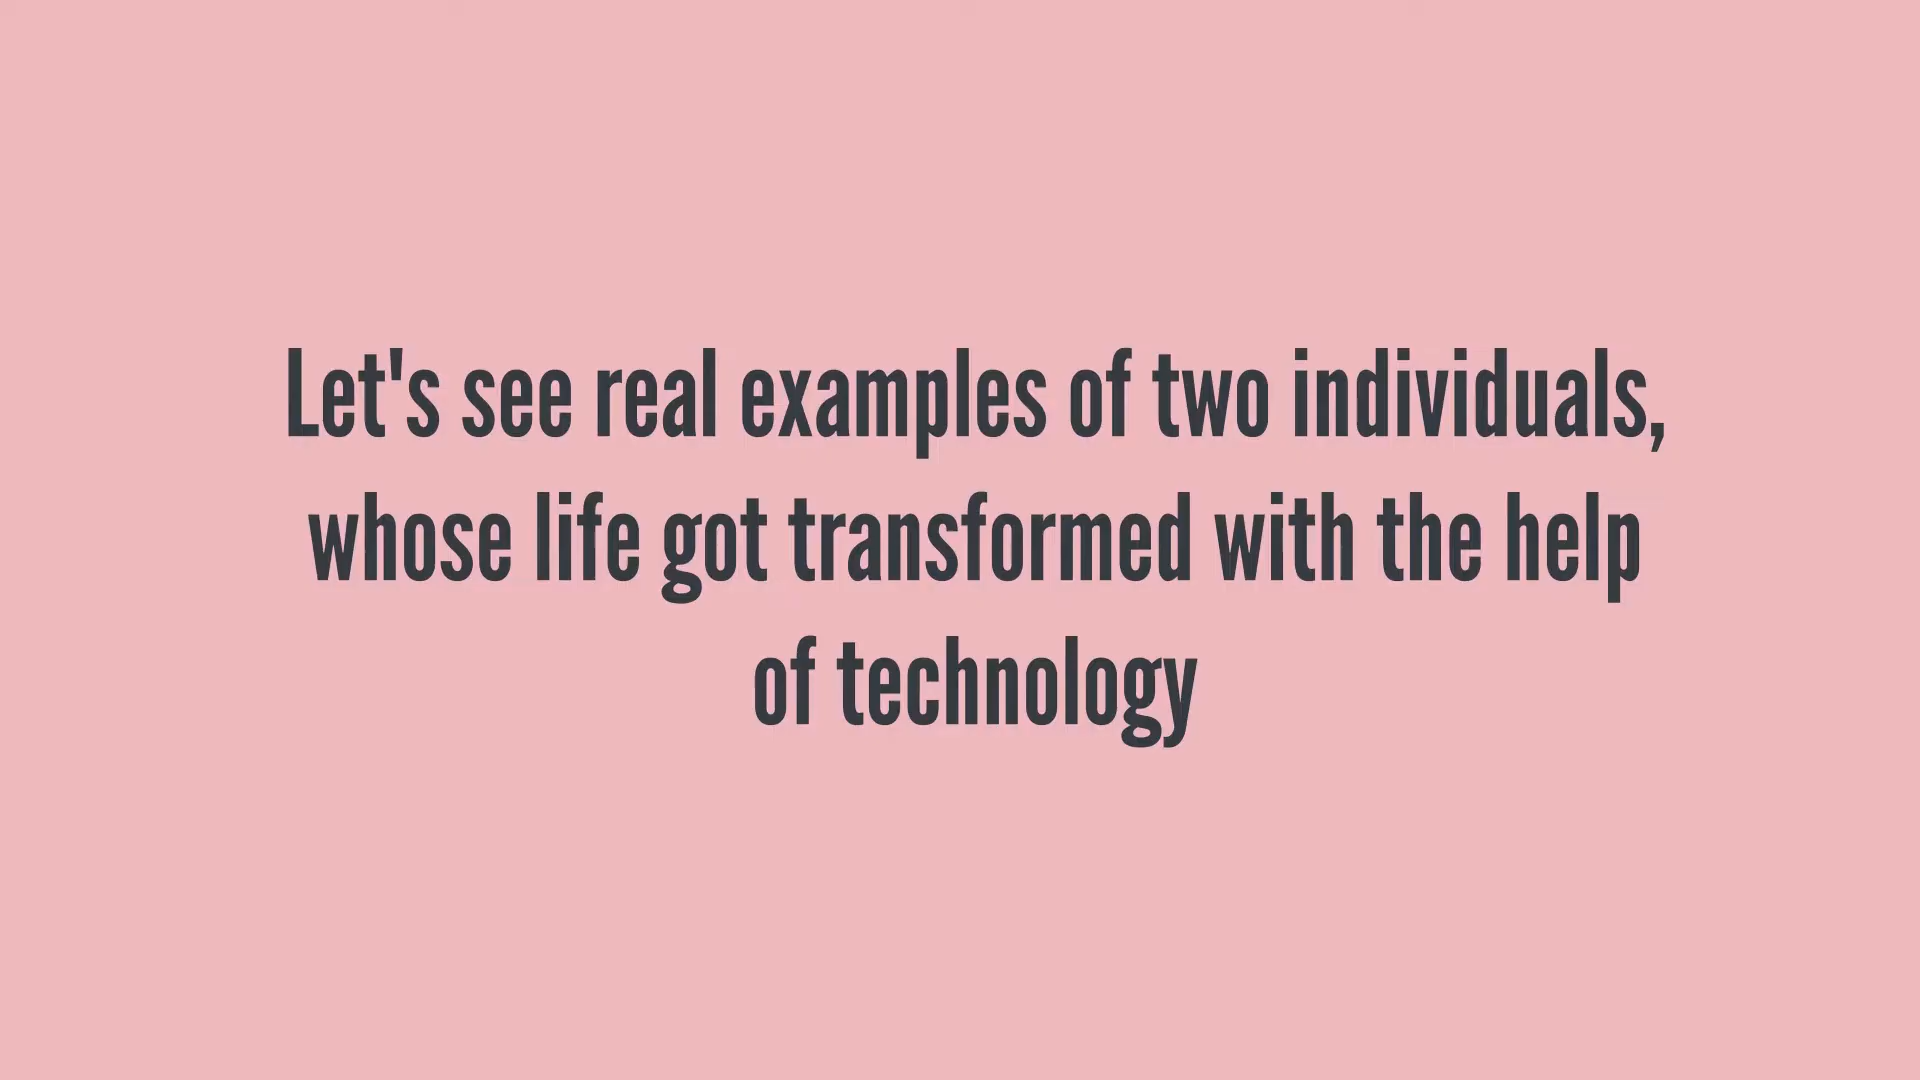 Let's see real examples of two individuals,
whose life got transformed with the help
of technology